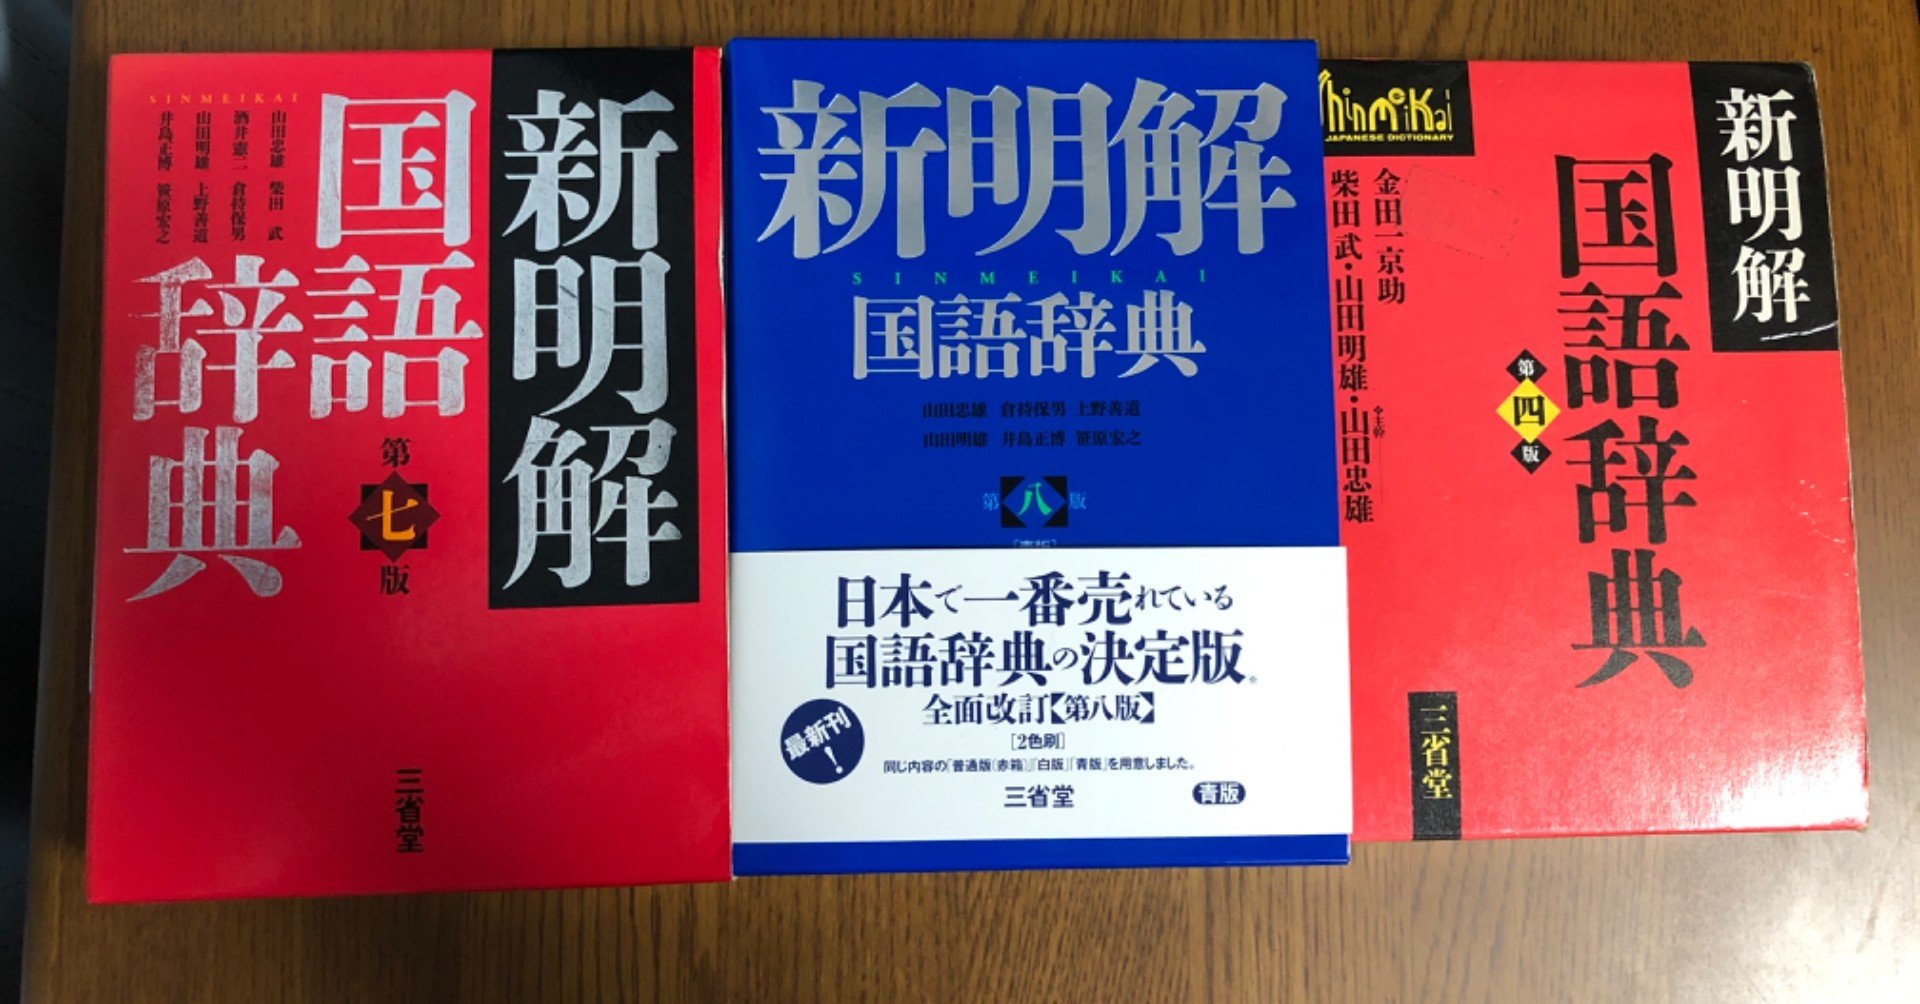 新明解
国語
辞典
第七版
SINMEIKAI
山田忠雄 柴田 武
酒井憲二 倉持保男
山田明雄 上野善道
井島正博 笹原宏之
三省堂
新明解
SINMEIKAI
国語辞典
山田忠雄 倉持保男 上野善道
山田明雄 井島正博 笹原宏之
第八版
日本で一番売れている
国語辞典の決定版※
全面改訂【第八版】
[2色刷]
最新刊!
同じ内容の「普通版(赤箱)」「白版」「青版」を用意しました。
三省堂
青版
新明解
国語辞典
第四版
ShinMeiKai
JAPANESE DICTIONARY
金田一京助
柴田 武・山田明雄・山田忠雄
※主幹
三省堂